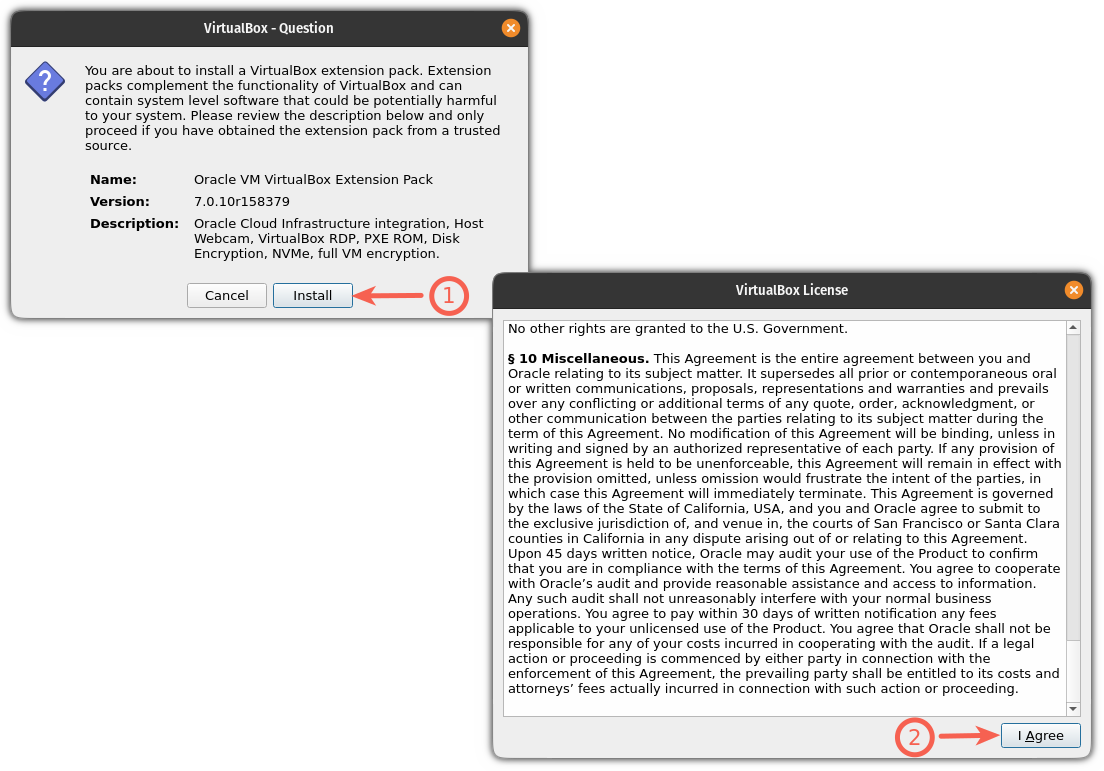 VirtualBox - Question
?
You are about to install a VirtualBox extension pack. Extension
packs complement the functionality of VirtualBox and can
contain system level software that could be potentially harmful
to your system. Please review the description below and only
proceed if you have obtained the extension pack from a trusted
source.
Name: Oracle VM VirtualBox Extension Pack
Version: 7.0.10r158379
Description: Oracle Cloud Infrastructure integration, Host
Webcam, VirtualBox RDP, PXE ROM, Disk
Encryption, NVMe, full VM encryption.
Cancel Install 1
VirtualBox License
No other rights are granted to the U.S. Government.
§ 10 Miscellaneous. This Agreement is the entire agreement between you and
Oracle relating to its subject matter. It supersedes all prior or contemporaneous oral
or written communications, proposals, representations and warranties and prevails
over any conflicting or additional terms of any quote, order, acknowledgment, or
other communication between the parties relating to its subject matter during the
term of this Agreement. No modification of this Agreement will be binding, unless in
writing and signed by an authorized representative of each party. If any provision of
this Agreement is held to be unenforceable, this Agreement will remain in effect with
the provision omitted, unless omission would frustrate the intent of the parties, in
which case this Agreement will immediately terminate. This Agreement is governed
by the laws of the State of California, USA, and you and Oracle agree to submit to
the exclusive jurisdiction of, and venue in, the courts of San Francisco or Santa Clara
counties in California in any dispute arising out of or relating to this Agreement.
Upon 45 days written notice, Oracle may audit your use of the Product to confirm
that you are in compliance with the terms of this Agreement. You agree to cooperate
with Oracle’s audit and provide reasonable assistance and access to information.
Any such audit shall not unreasonably interfere with your normal business
operations. You agree to pay within 30 days of written notification any fees
applicable to your unlicensed use of the Product. You agree that Oracle shall not be
responsible for any of your costs incurred in cooperating with the audit. If a legal
action or proceeding is commenced by either party in connection with the
enforcement of this Agreement, the prevailing party shall be entitled to its costs and
attorneys’ fees actually incurred in connection with such action or proceeding.
2 I Agree